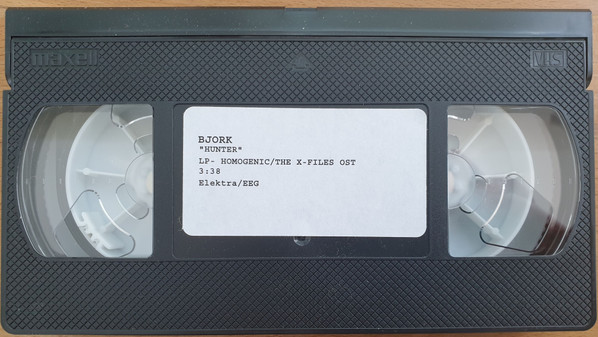 maxell
VHS
BJORK
"HUNTER"
LP- HOMOGENIC/THE X-FILES OST
3:38
Elektra/EEG